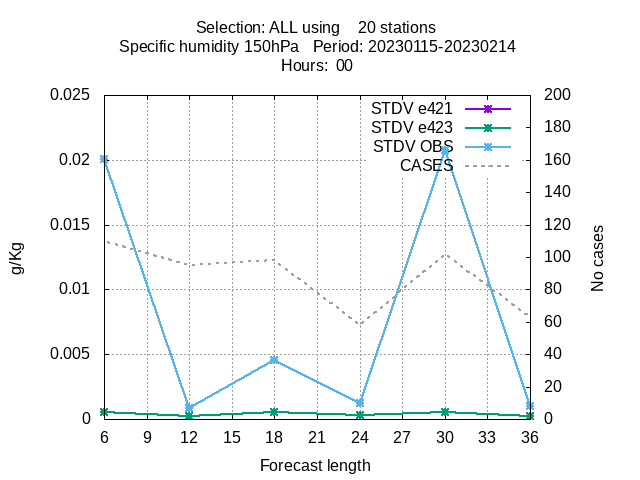 Selection: ALL using    20 stations
Specific humidity 150hPa   Period: 20230115-20230214
Hours:  00
STDV e421
STDV e423
STDV OBS
CASES
0.025
0.02
0.015
0.01
0.005
0
200
180
160
140
120
100
80
60
40
20
0
g/Kg
No cases
6 9 12 15 18 21 24 27 30 33 36
Forecast length